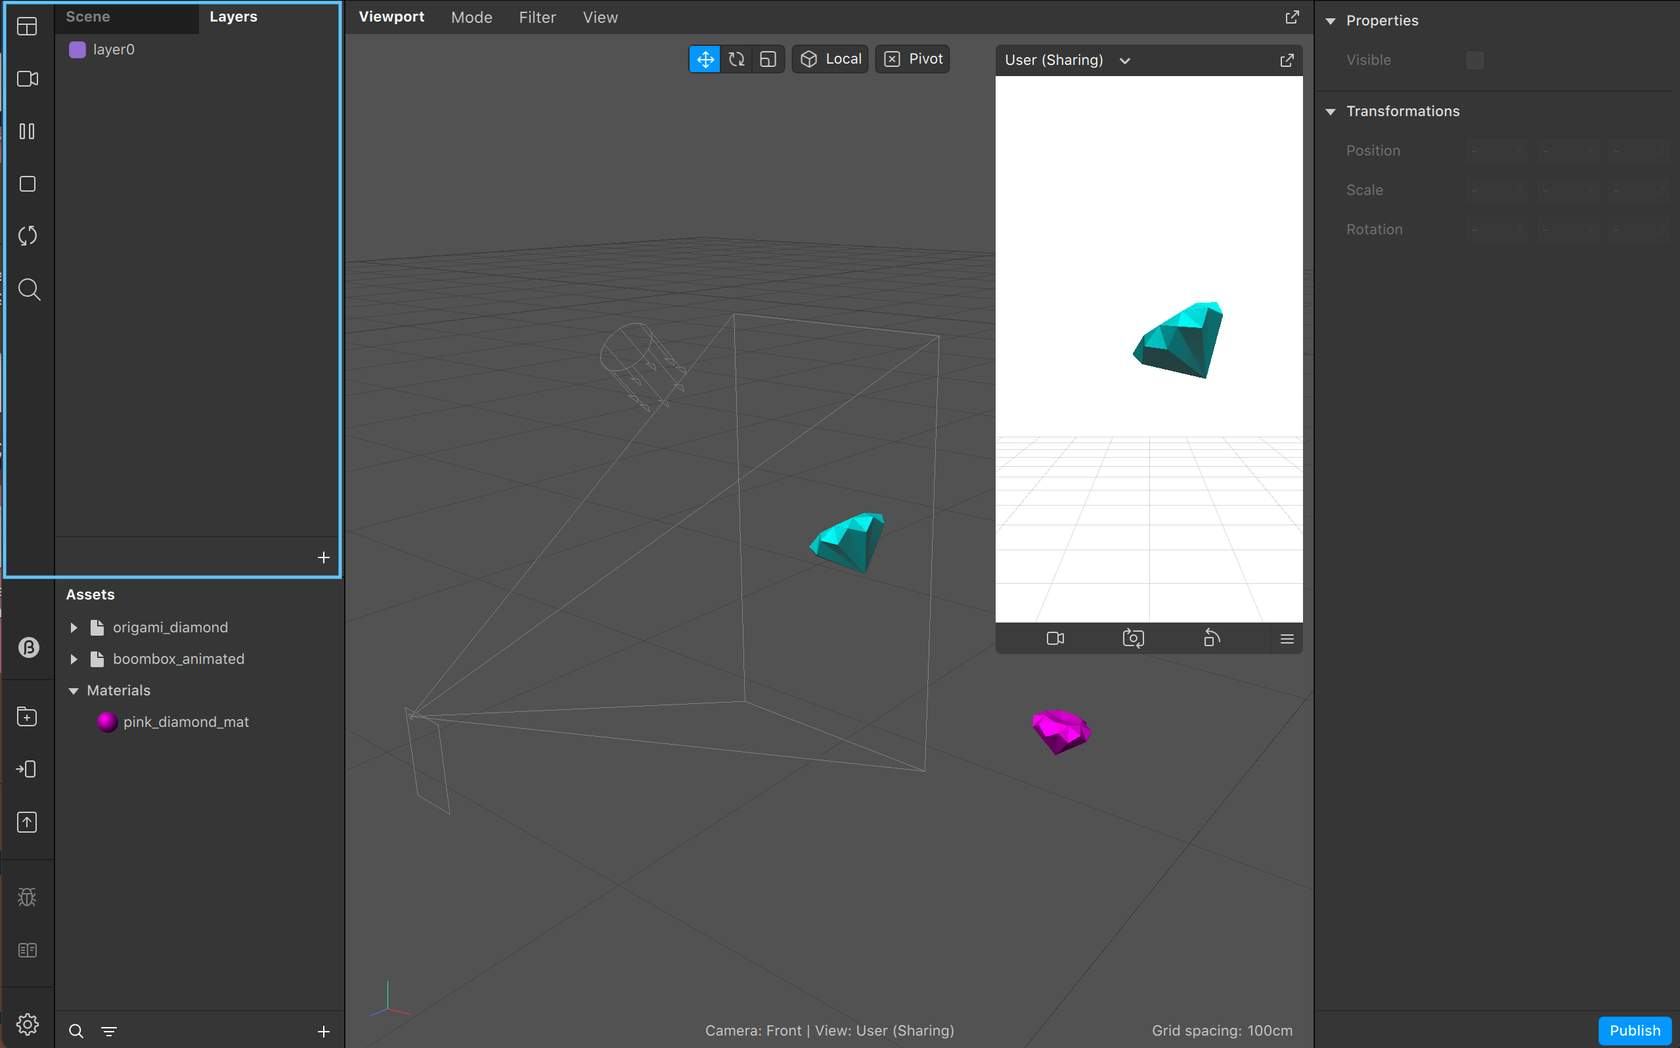 Scene
Layers
layer0
Assets
origami_diamond
boombox_animated
Materials
pink_diamond_mat
β
Viewport
Mode
Filter
View
Local
Pivot
User (Sharing)
Camera: Front | View: User (Sharing)
Grid spacing: 100cm
Properties
Visible
Transformations
Position
- - -
Scale
- - -
Rotation
- - -
Publish